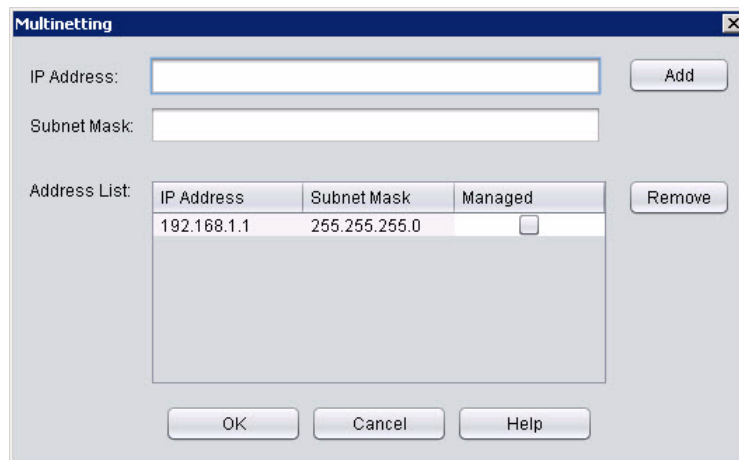 Multinetting
IP Address:
Add
Subnet Mask:
Address List:
IP Address Subnet Mask Managed
Remove
192.168.1.1 255.255.255.0
OK Cancel Help